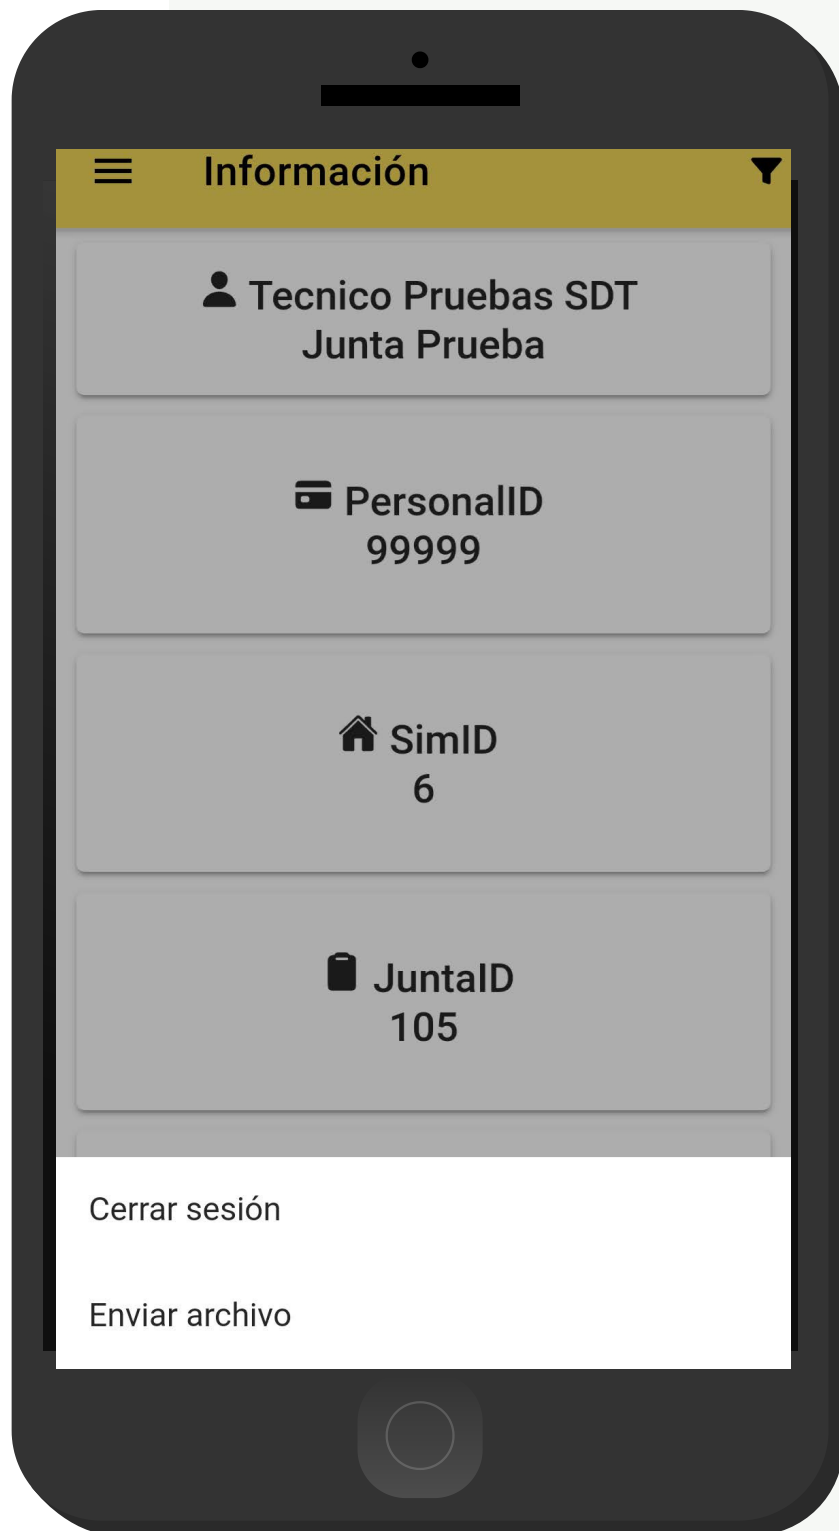 Información
Tecnico Pruebas SDT
Junta Prueba
PersonalID
99999
SimID
6
JuntaID
105
Cerrar sesión
Enviar archivo